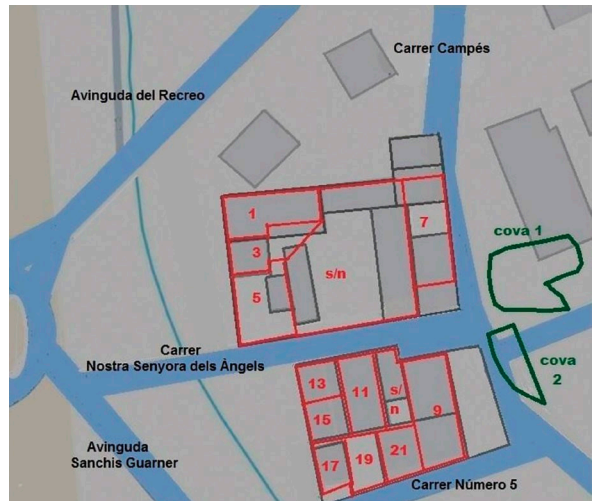 Carrer Campés
Avinguda del Recreo
1
7
3
cova 1
s/n
5
Carrer
Nostra Senyora dels Àngels
cova
2
13
11
s/
n
15
9
Avinguda
Sanchis Guarner
17
19
21
Carrer Número 5